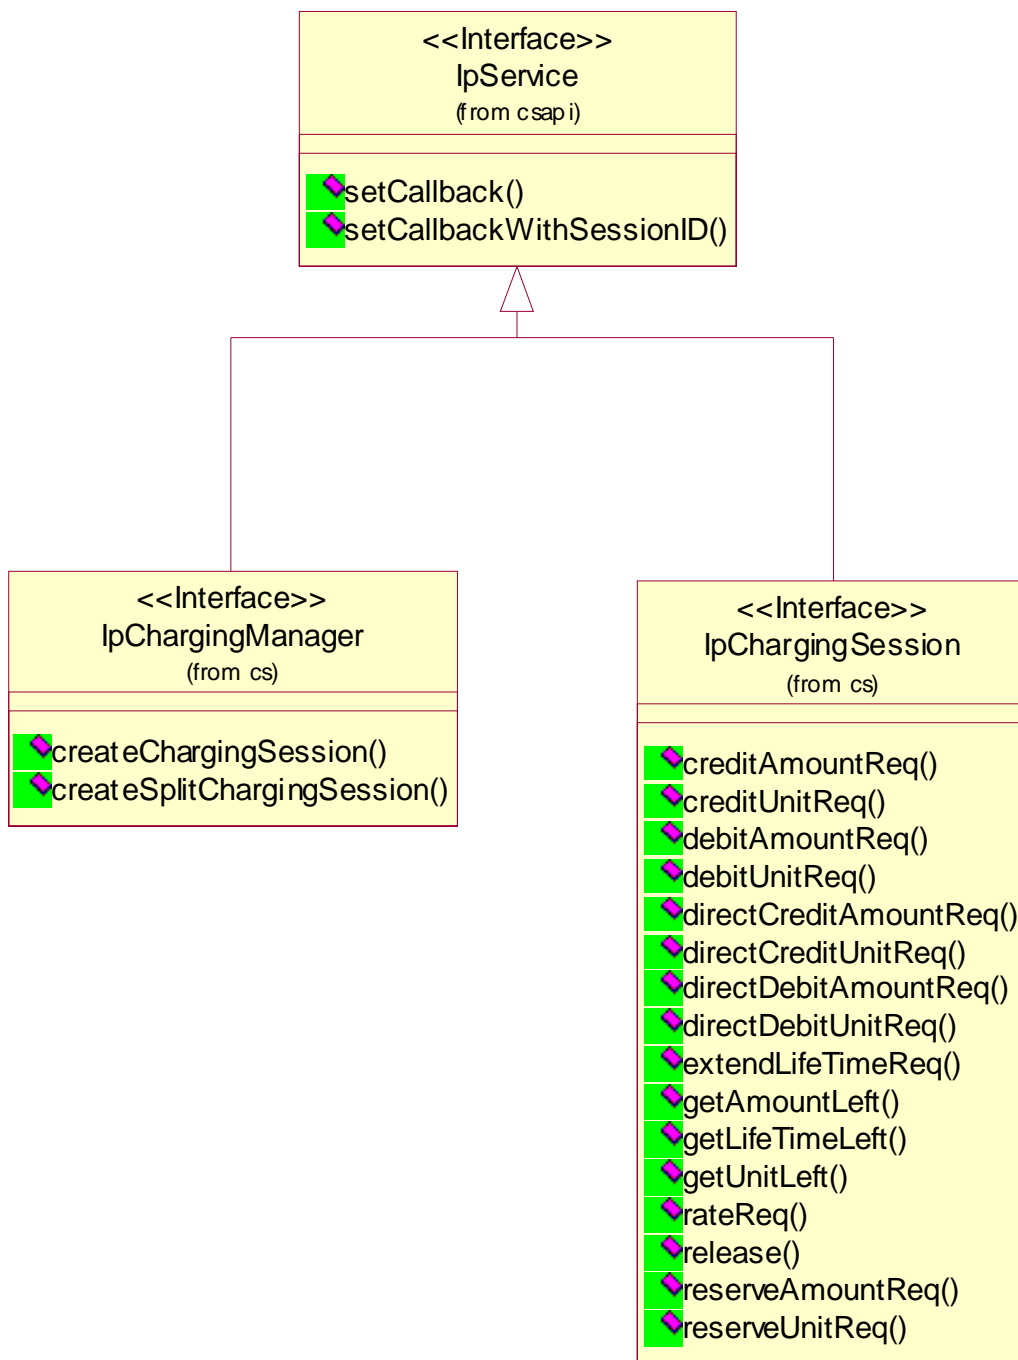 <<Interface>>
IpService
(from csapi)
setCallback()
setCallbackWithSessionID()
<<Interface>>
IpChargingManager
(from cs)
createChargingSession()
createSplitChargingSession()
<<Interface>>
IpChargingSession
(from cs)
creditAmountReq()
creditUnitReq()
debitAmountReq()
debitUnitReq()
directCreditAmountReq()
directCreditUnitReq()
directDebitAmountReq()
directDebitUnitReq()
extendLifeTimeReq()
getAmountLeft()
getLifeTimeLeft()
getUnitLeft()
rateReq()
release()
reserveAmountReq()
reserveUnitReq()